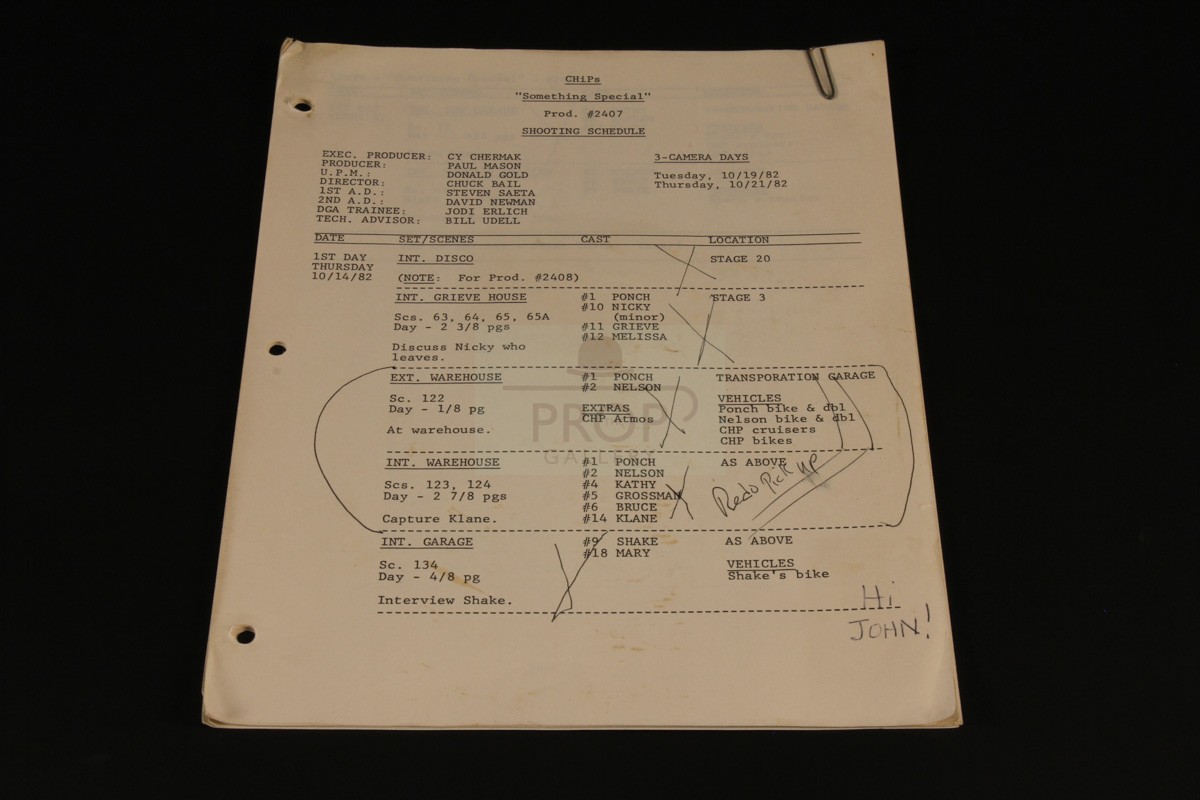 CHiPs
"Something Special"
Prod. #2407
SHOOTING SCHEDULE
EXEC. PRODUCER: CY CHERMAK
PRODUCER: PAUL MASON
U.P.M.: DONALD GOLD
DIRECTOR: CHUCK BAIL
1ST A.D.: STEVEN SAETA
2ND A.D.: DAVID NEWMAN
DGA TRAINEE: JODI ERLICH
TECH. ADVISOR: BILL UDELL
3-CAMERA DAYS
Tuesday, 10/19/82
Thursday, 10/21/82
DATE SET/SCENES CAST LOCATION
1ST DAY
THURSDAY
10/14/82
INT. DISCO STAGE 20
(NOTE: For Prod. #2408)
INT. GRIEVE HOUSE #1 PONCH STAGE 3
#10 NICKY
Scs. 63, 64, 65, 65A (minor)
Day - 2 3/8 pgs #11 GRIEVE
#12 MELISSA
Discuss Nicky who
leaves.
EXT. WAREHOUSE #1 PONCH TRANSPORATION GARAGE
#2 NELSON
Sc. 122 VEHICLES
Day - 1/8 pg EXTRAS Ponch bike & dbl
CHP Atmos Nelson bike & dbl
At warehouse. CHP cruisers
CHP bikes
PROP
GALLERY
INT. WAREHOUSE #1 PONCH AS ABOVE
#2 NELSON
Scs. 123, 124 #4 KATHY
Day - 2 7/8 pgs #5 GROSSMAN
#6 BRUCE
Capture Klane. #14 KLANE
Redo Pick up
INT. GARAGE #9 SHAKE AS ABOVE
#18 MARY
Sc. 134 VEHICLES
Day - 4/8 pg Shake's bike
Interview Shake.
Hi
JOHN!